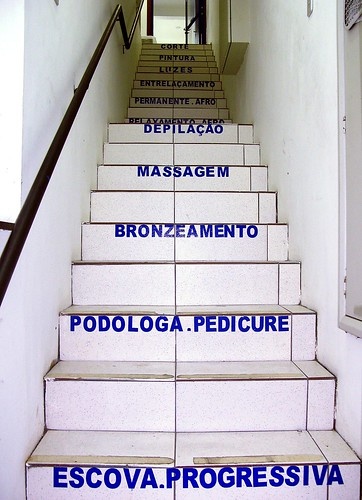 CORTE
PINTURA
LUZES
ENTRELAÇAMENTO
PERMANENTE.AFRO
RELAXAMENTO.AFRO
DEPILAÇÃO
MASSAGEM
BRONZEAMENTO
PODOLOGA.PEDICURE
ESCOVA.PROGRESSIVA